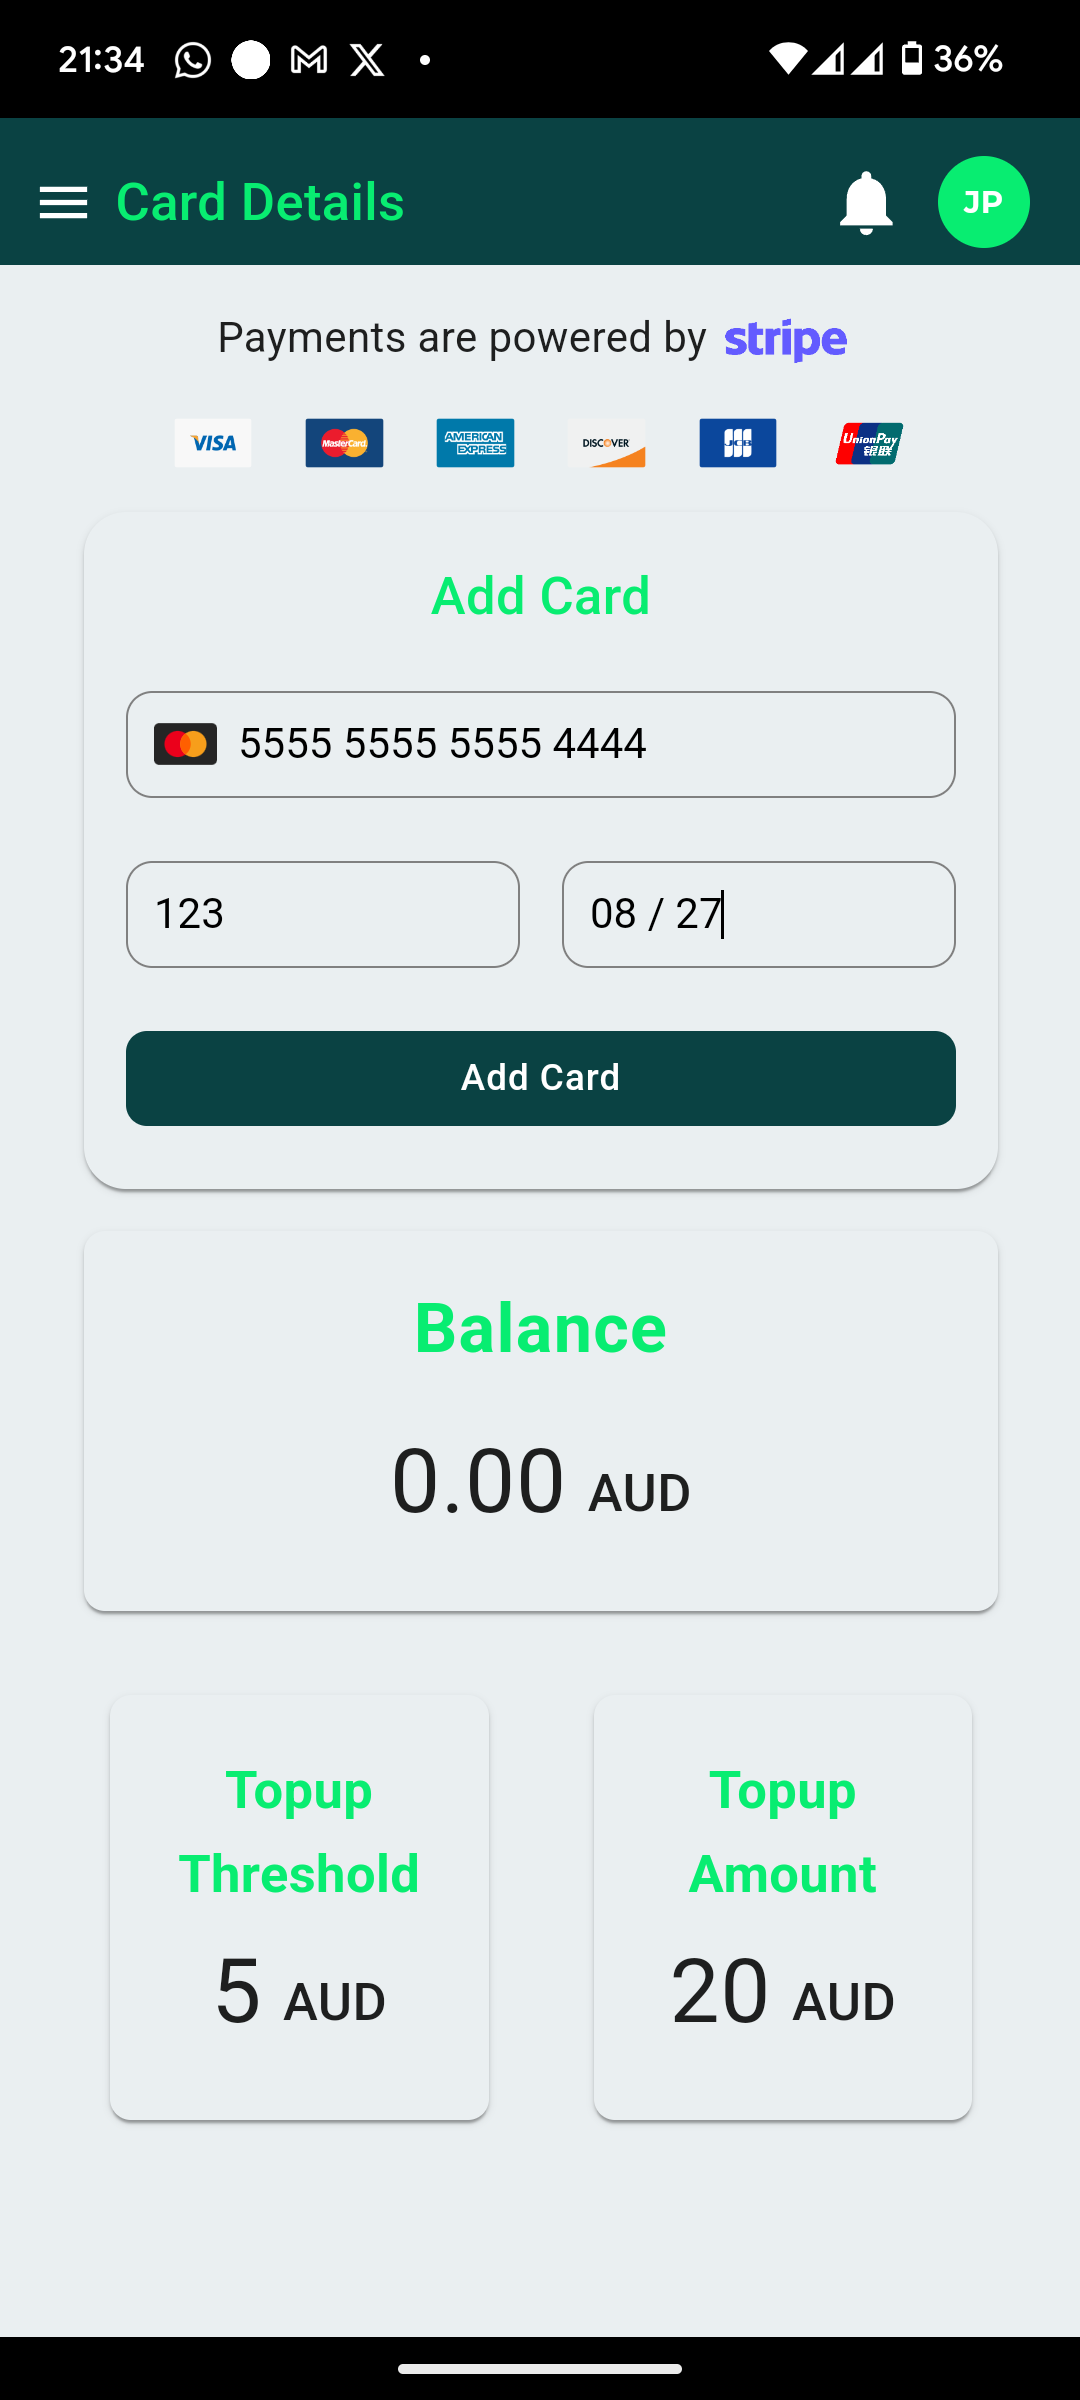 21:34 36%
Card Details JP
Payments are powered by stripe
VISA MasterCard AMERICAN EXPRESS DISCOVER JCB UnionPay 银联
Add Card
5555 5555 5555 4444
123 08 / 27
Add Card
Balance
0.00 AUD
Topup Threshold
5 AUD
Topup Amount
20 AUD